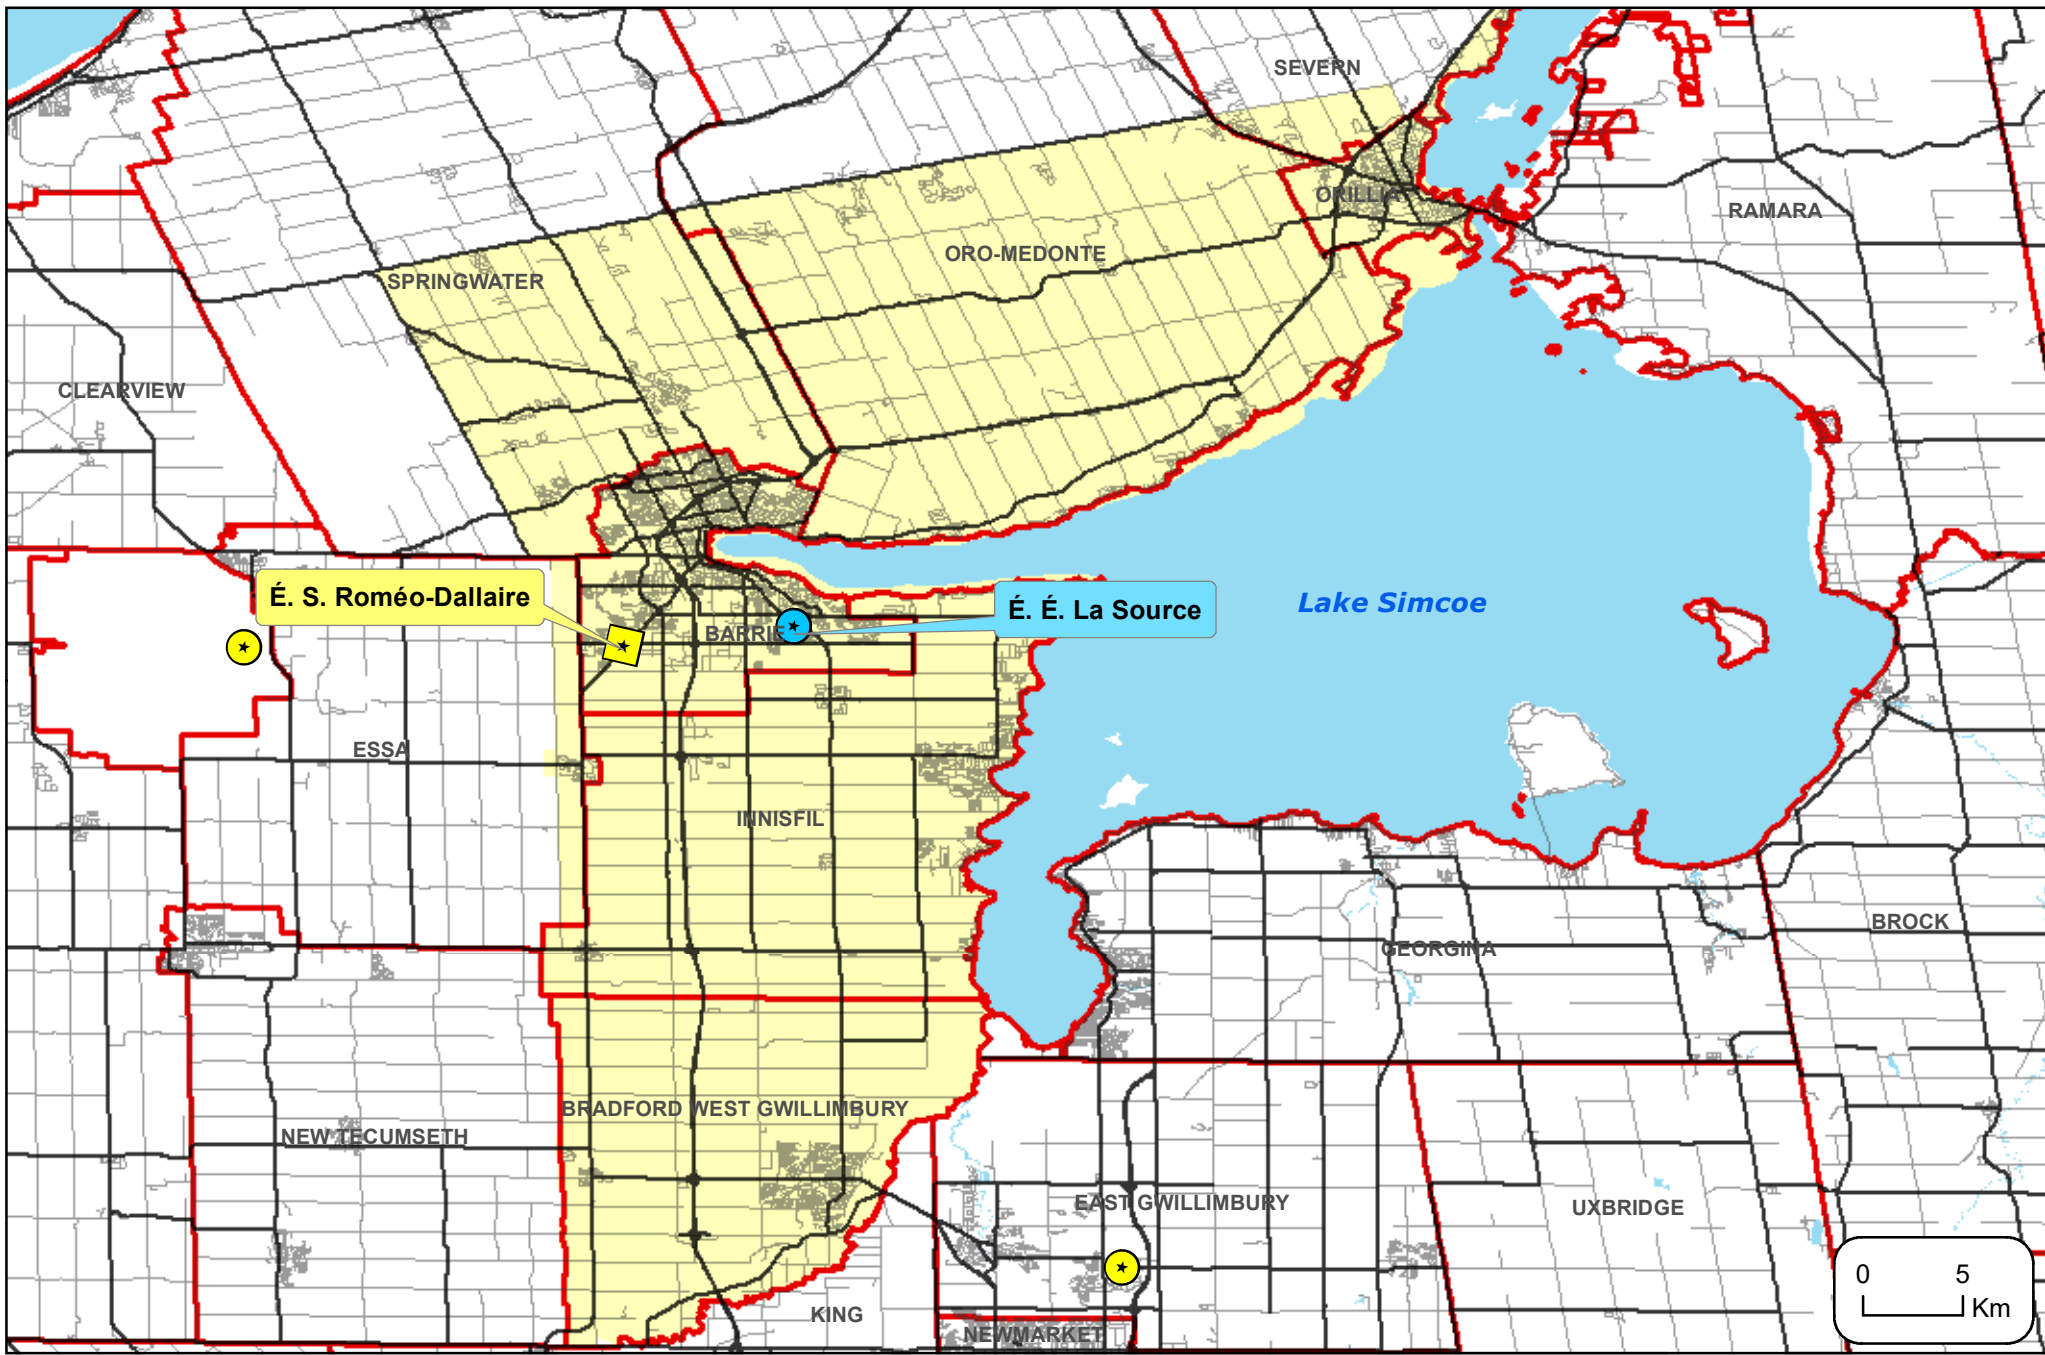 SEVERN
ORILLIA
RAMARA
ORO-MEDONTE
SPRINGWATER
CLEARVIEW
É. S. Roméo-Dallaire
É. É. La Source
Lake Simcoe
BARRIE
ESSA
INNISFIL
BROCK
GEORGINA
BRADFORD WEST GWILLIMBURY
NEW TECUMSETH
EAST GWILLIMBURY
UXBRIDGE
KING
NEWMARKET
0 5
Km